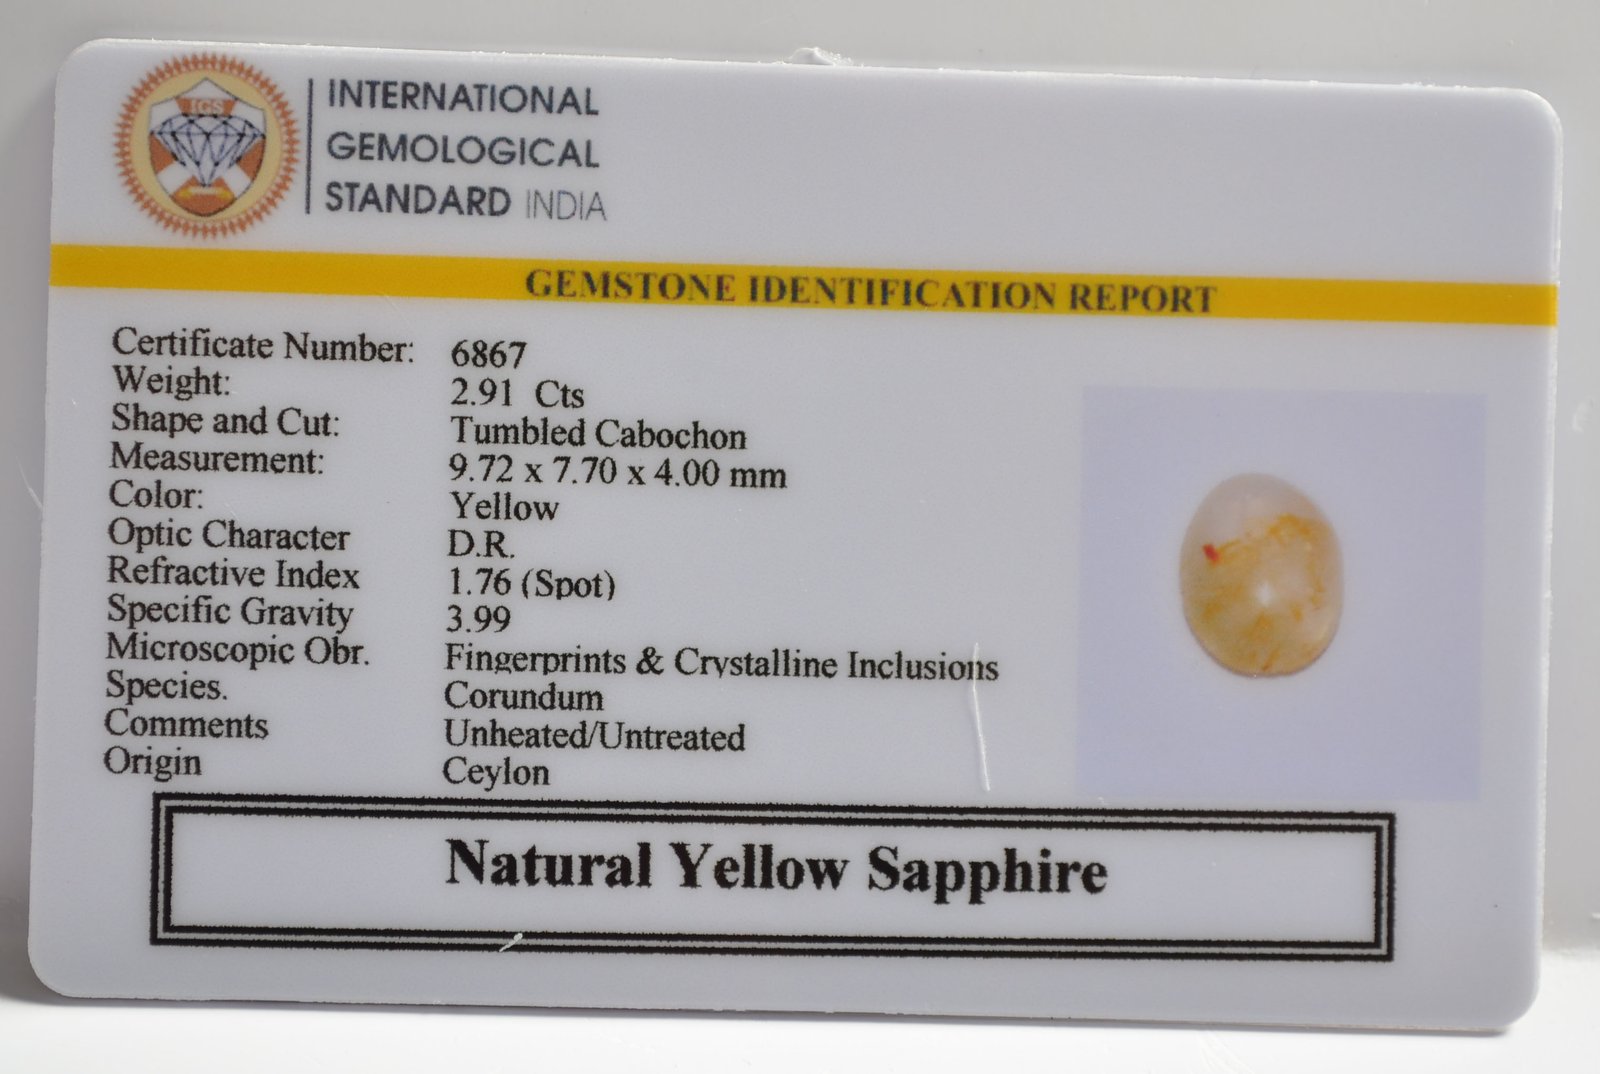 IGS
INTERNATIONAL
GEMOLOGICAL
STANDARD INDIA
GEMSTONE IDENTIFICATION REPORT
Certificate Number: 6867
Weight: 2.91 Cts
Shape and Cut: Tumbled Cabochon
Measurement: 9.72 x 7.70 x 4.00 mm
Color: Yellow
Optic Character D.R.
Refractive Index 1.76 (Spot)
Specific Gravity 3.99
Microscopic Obr. Fingerprints & Crystalline Inclusions
Species. Corundum
Comments Unheated/Untreated
Origin Ceylon
Natural Yellow Sapphire